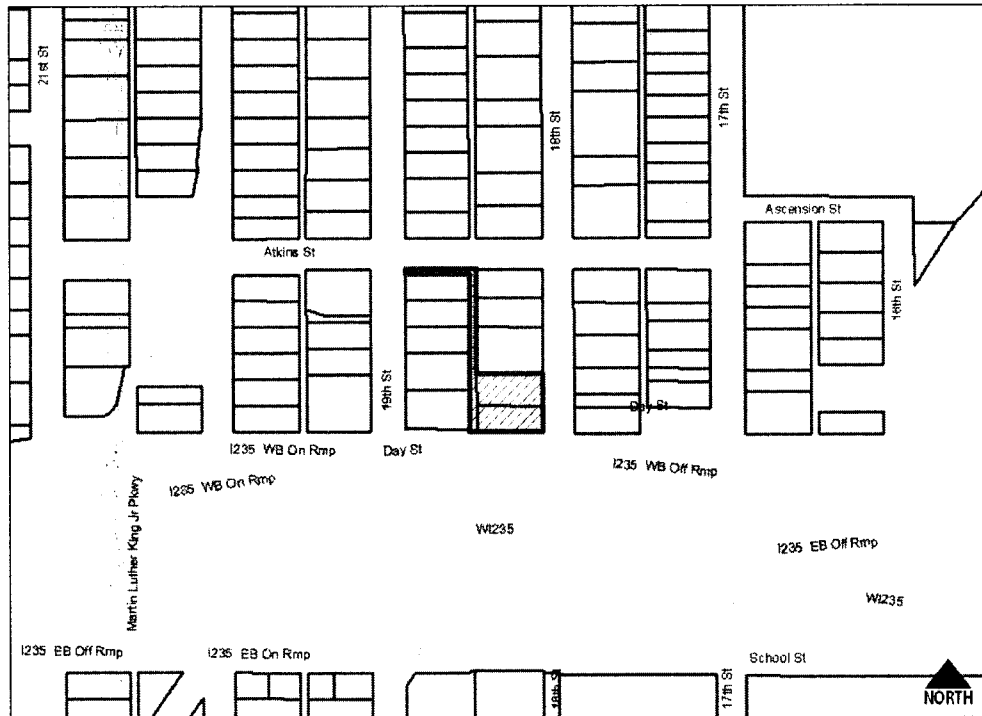 21st St
18th St
17th St
Ascension St
Atkins St
16th St
19th St
Day St
I235 WB On Rmp
Day St
I235 WB Off Rmp
I235 WB On Rmp
Martin Luther King Jr Pkwy
WI235
I235 EB Off Rmp
WI235
I235 EB Off Rmp
I235 EB On Rmp
School St
18th St
17th St
NORTH